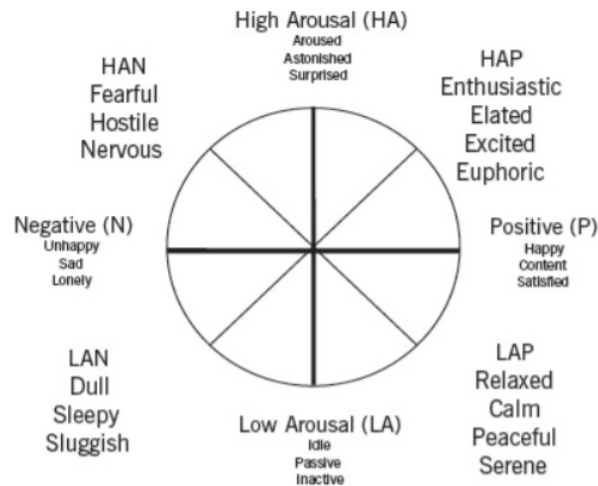 High Arousal (HA)
Aroused
Astonished
Surprised
HAN
Fearful
Hostile
Nervous
HAP
Enthusiastic
Elated
Excited
Euphoric
Negative (N)
Unhappy
Sad
Lonely
Positive (P)
Happy
Content
Satisfied
LAN
Dull
Sleepy
Sluggish
Low Arousal (LA)
Idle
Passive
Inactive
LAP
Relaxed
Calm
Peaceful
Serene